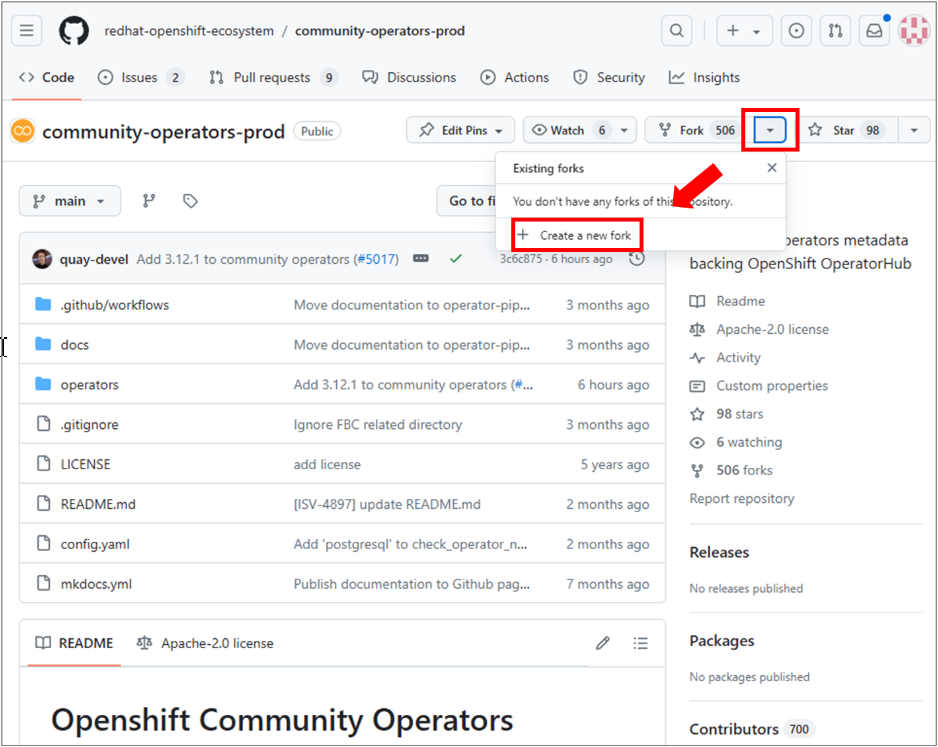 redhat-openshift-ecosystem / community-operators-prod
Code Issues 2 Pull requests 9 Discussions Actions Security Insights
community-operators-prod Public Edit Pins Watch 6 Fork 506 Star 98
Existing forks
You don't have any forks of this repository.
Create a new fork
main Go to
quay-devel Add 3.12.1 to community operators (#5017) 3c6c875 · 6 hours ago
.github/workflows Move documentation to operator-pip... 3 months ago
docs Move documentation to operator-pip... 3 months ago
operators Add 3.12.1 to community operators (#... 6 hours ago
.gitignore Ignore FBC related directory 3 months ago
LICENSE add license 5 years ago
README.md [ISV-4897] update README.md 2 months ago
config.yaml Add 'postgresql' to check_operator_n... 2 months ago
mkdocs.yml Publish documentation to Github pag... 7 months ago
README Apache-2.0 license
Openshift Community Operators
metadata
backing OpenShift OperatorHub
Readme
Apache-2.0 license
Activity
Custom properties
98 stars
6 watching
506 forks
Report repository
Releases
No releases published
Packages
No packages published
Contributors 700